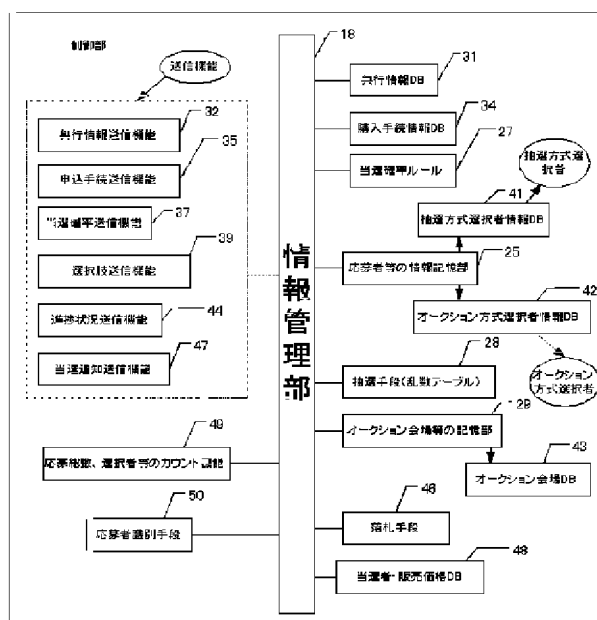 制御部
送信機能
32
興行情報送信機能
35
申込手続送信機能
37
当選確率送信機能
39
選択肢送信機能
44
進捗状況送信機能
47
当選通知送信機能
49
応募総数、選択者等のカウント機能
50
応募者識別手段
情報管理部
18
31
興行情報DB
34
購入手続情報DB
27
当選確率ルール
抽選方式選択者
41
抽選方式選択者情報DB
25
応募者等の情報記憶部
42
オークション方式選択者情報DB
28
抽選手段(乱数テーブル)
オークション方式選択者
29
オークション会場等の記憶部
43
オークション会場DB
46
落札手段
48
当選者・販売価格DB